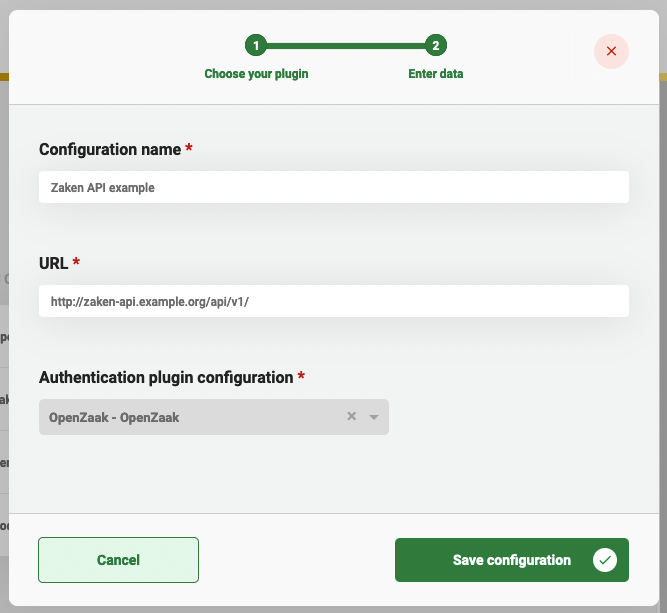 1
2
Choose your plugin
Enter data
Configuration name *
Zaken API example
URL *
http://zaken-api.example.org/api/v1/
Authentication plugin configuration *
OpenZaak - OpenZaak
Cancel
Save configuration